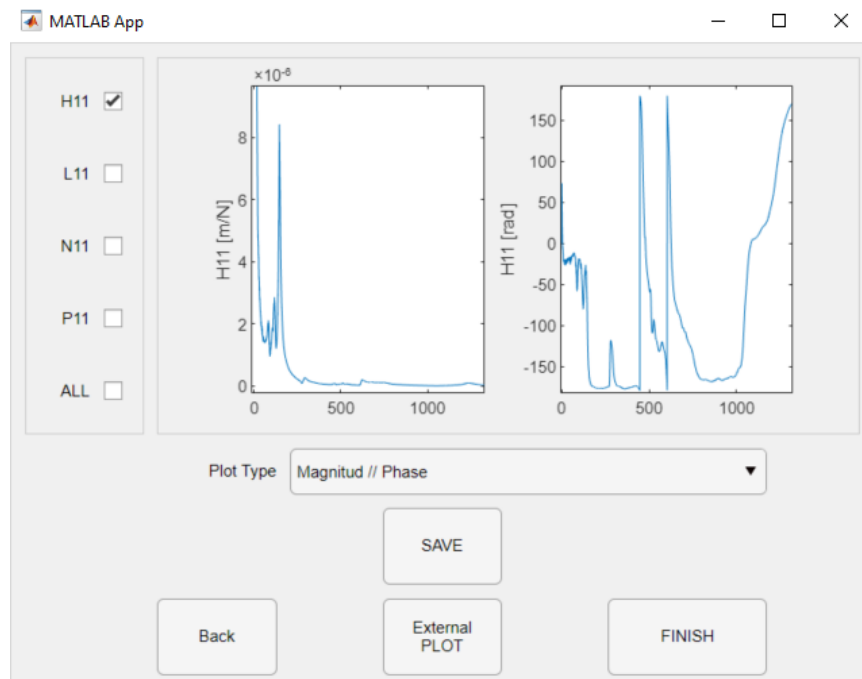 MATLAB App
H11
L11
N11
P11
ALL
×10⁻⁶
8
6
4
2
0
H11 [m/N]
0 500 1000
150
100
50
0
-50
-100
-150
H11 [rad]
0 500 1000
Plot Type Magnitud // Phase
SAVE
Back
External
PLOT
FINISH